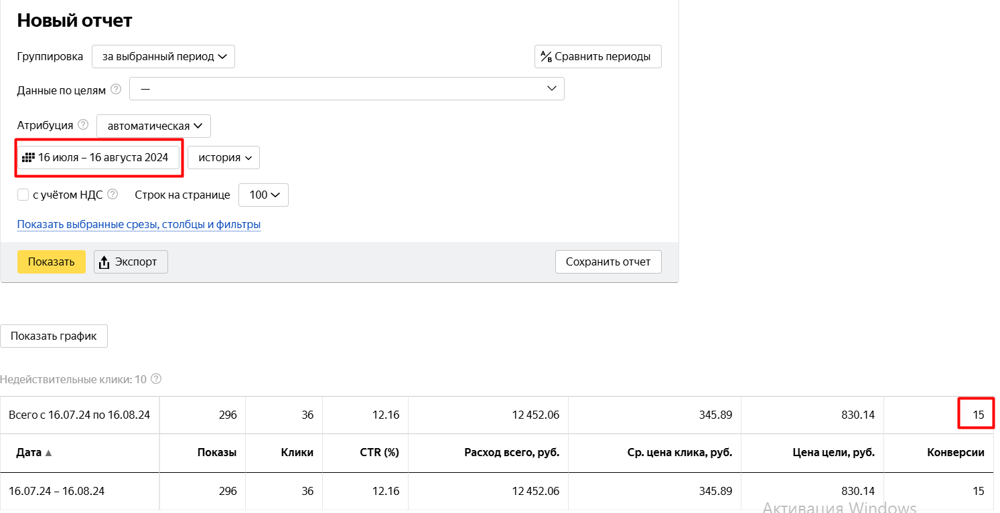 Новый отчет
Группировка за выбранный период A/B Сравнить периоды
Данные по целям ? —
Атрибуция ? автоматическая
16 июля – 16 августа 2024 история
с учётом НДС ? Строк на странице 100
Показать выбранные срезы, столбцы и фильтры
Показать Экспорт Сохранить отчет
Показать график
Недействительные клики: 10 ?
Всего с 16.07.24 по 16.08.24 296 36 12.16 12 452.06 345.89 830.14 15
Дата ▲ Показы Клики CTR (%) Расход всего, руб. Ср. цена клика, руб. Цена цели, руб. Конверсии
16.07.24 – 16.08.24 296 36 12.16 12 452.06 345.89 830.14 15
Активация Windows